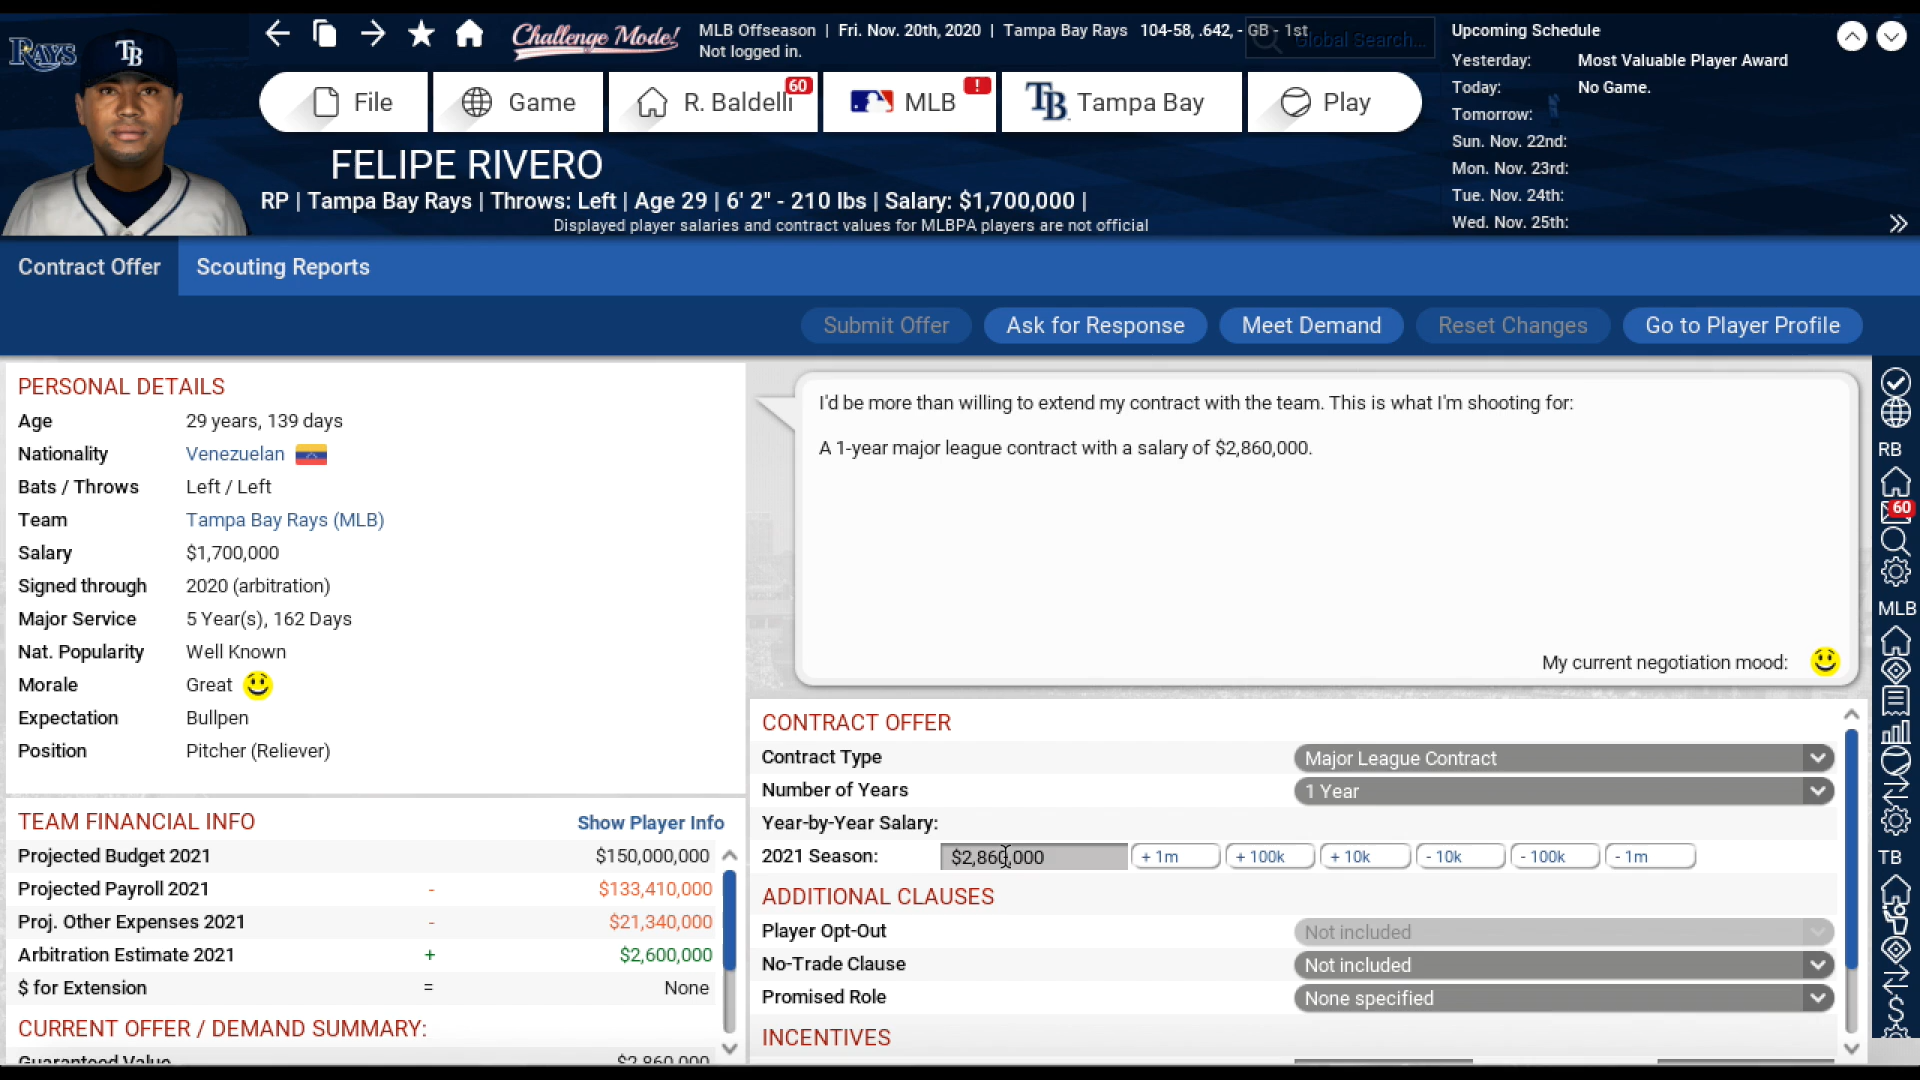 RAYS
TB
Challenge Mode!
MLB Offseason | Fri. Nov. 20th, 2020 | Tampa Bay Rays 104-58, .642, - GB - 1st
Not logged in.
Global Search...
File
Game
R. Baldelli
60
MLB
!
TB
Tampa Bay
Play
Upcoming Schedule
Yesterday: Most Valuable Player Award
Today: No Game.
Tomorrow:
Sun. Nov. 22nd:
Mon. Nov. 23rd:
Tue. Nov. 24th:
Wed. Nov. 25th:
FELIPE RIVERO
RP | Tampa Bay Rays | Throws: Left | Age 29 | 6' 2" - 210 lbs | Salary: $1,700,000 |
Displayed player salaries and contract values for MLBPA players are not official
Contract Offer
Scouting Reports
Submit Offer
Ask for Response
Meet Demand
Reset Changes
Go to Player Profile
PERSONAL DETAILS
Age 29 years, 139 days
Nationality Venezuelan
Bats / Throws Left / Left
Team Tampa Bay Rays (MLB)
Salary $1,700,000
Signed through 2020 (arbitration)
Major Service 5 Year(s), 162 Days
Nat. Popularity Well Known
Morale Great
Expectation Bullpen
Position Pitcher (Reliever)
I'd be more than willing to extend my contract with the team. This is what I'm shooting for:
A 1-year major league contract with a salary of $2,860,000.
My current negotiation mood:
TEAM FINANCIAL INFO
Show Player Info
Projected Budget 2021 $150,000,000
Projected Payroll 2021 - $133,410,000
Proj. Other Expenses 2021 - $21,340,000
Arbitration Estimate 2021 + $2,600,000
$ for Extension = None
CURRENT OFFER / DEMAND SUMMARY:
Guaranteed Value $2,860,000
CONTRACT OFFER
Contract Type Major League Contract
Number of Years 1 Year
Year-by-Year Salary:
2021 Season: $2,860,000 + 1m + 100k + 10k - 10k - 100k - 1m
ADDITIONAL CLAUSES
Player Opt-Out Not included
No-Trade Clause Not included
Promised Role None specified
INCENTIVES
RB
60
MLB
TB